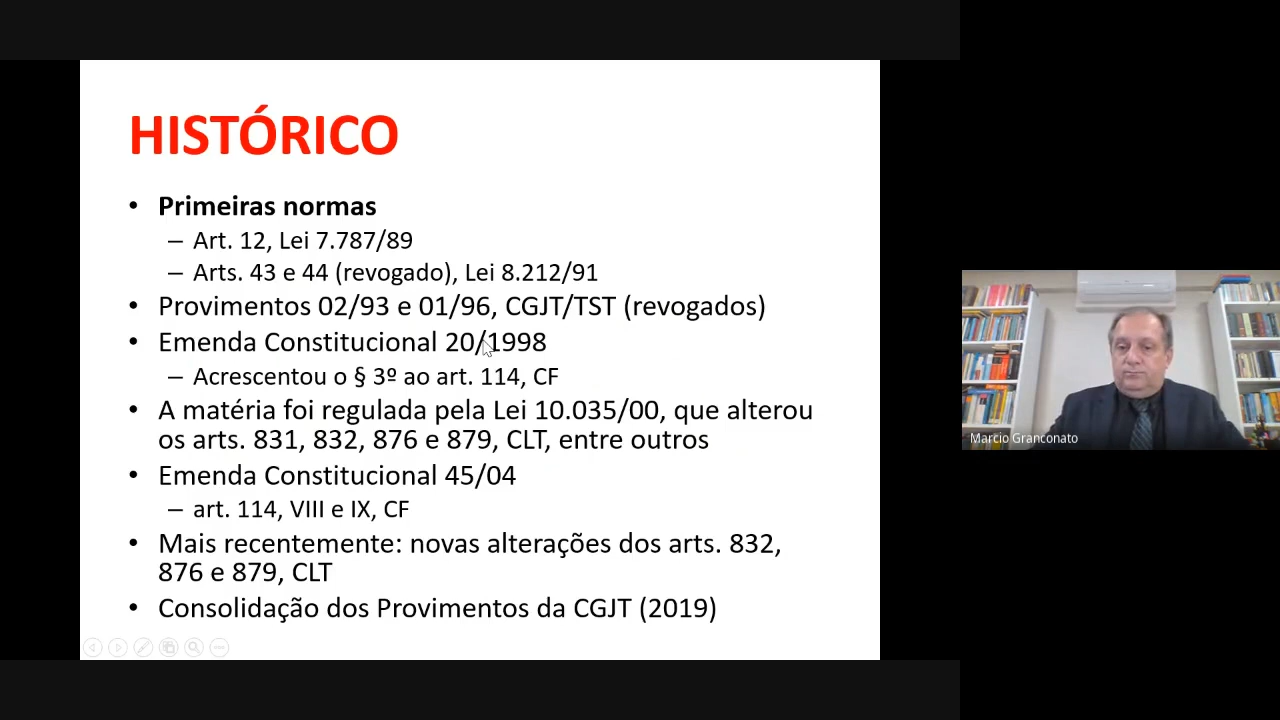 HISTÓRICO
• Primeiras normas
– Art. 12, Lei 7.787/89
– Arts. 43 e 44 (revogado), Lei 8.212/91
• Provimentos 02/93 e 01/96, CGJT/TST (revogados)
• Emenda Constitucional 20/1998
– Acrescentou o § 3º ao art. 114, CF
• A matéria foi regulada pela Lei 10.035/00, que alterou
os arts. 831, 832, 876 e 879, CLT, entre outros
• Emenda Constitucional 45/04
– art. 114, VIII e IX, CF
• Mais recentemente: novas alterações dos arts. 832,
876 e 879, CLT
• Consolidação dos Provimentos da CGJT (2019)
Marcio Granconato